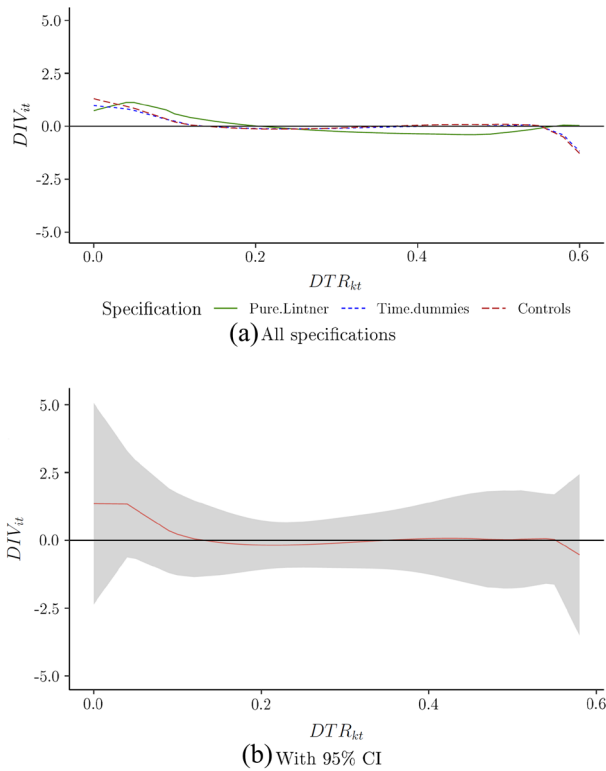 5.0
2.5
0.0
-2.5
-5.0
DIV_it
0.0 0.2 0.4 0.6
DTR_kt
Specification Pure.Lintner Time.dummies Controls
(a) All specifications
5.0
2.5
0.0
-2.5
-5.0
DIV_it
0.0 0.2 0.4 0.6
DTR_kt
(b) With 95% CI